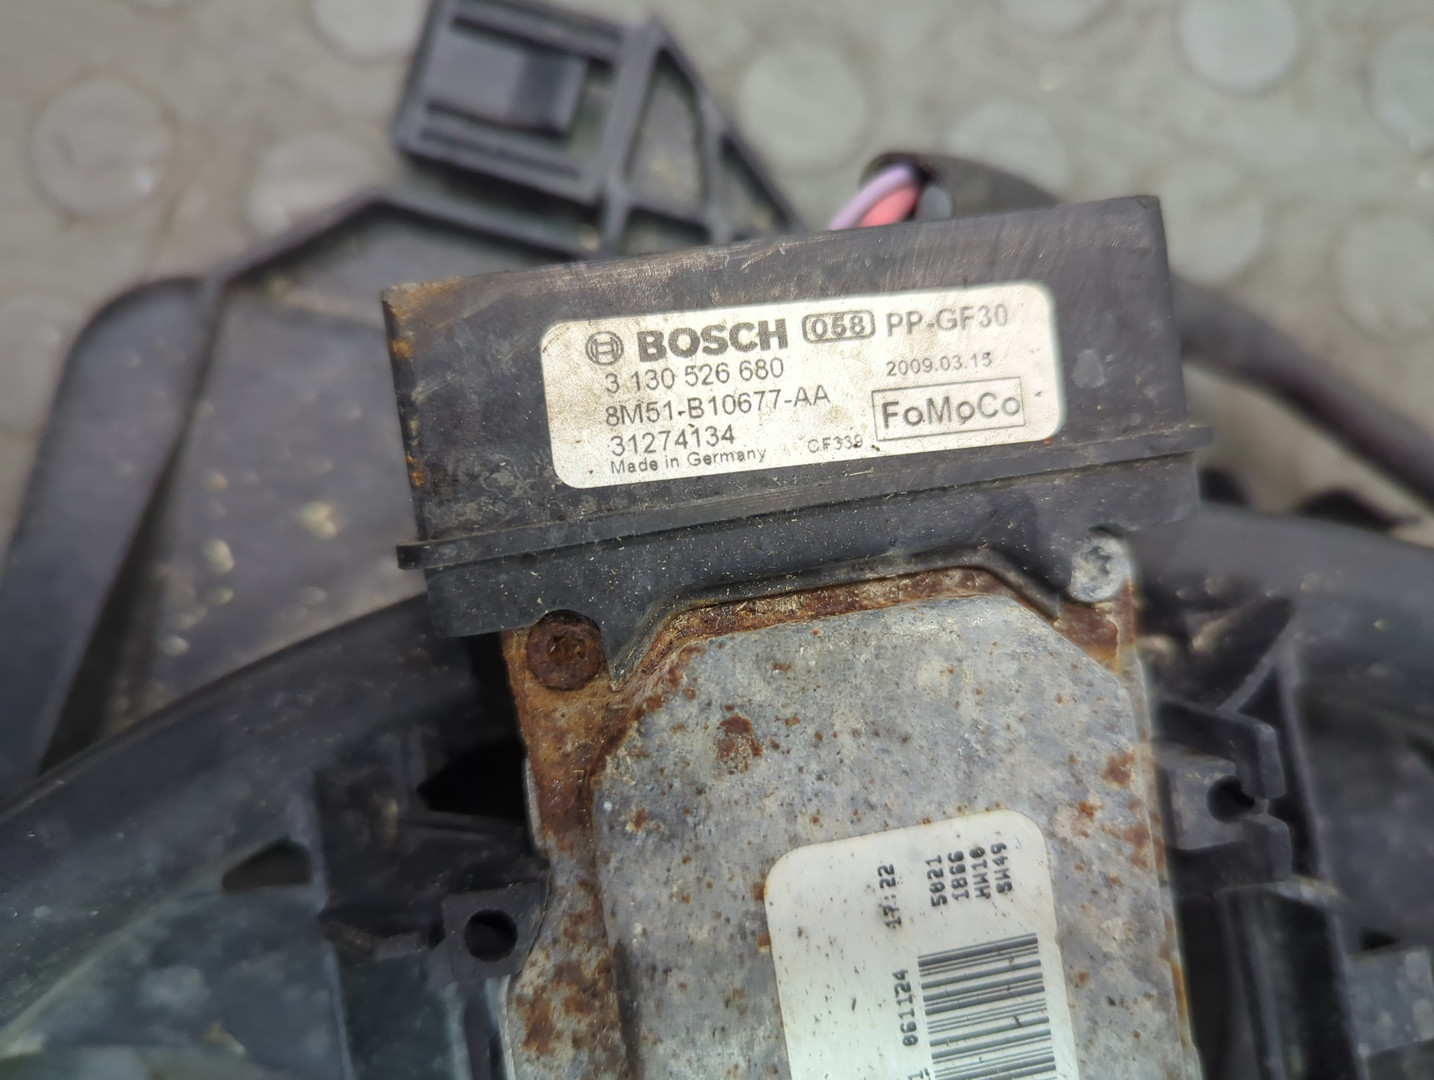 BOSCH 058 PP-GF30
3 130 526 680
2009.03.15
8M51-B10677-AA
FoMoCo
31274134
CF339
Made in Germany
17:22
5021
1866
HW10
SW49
061124